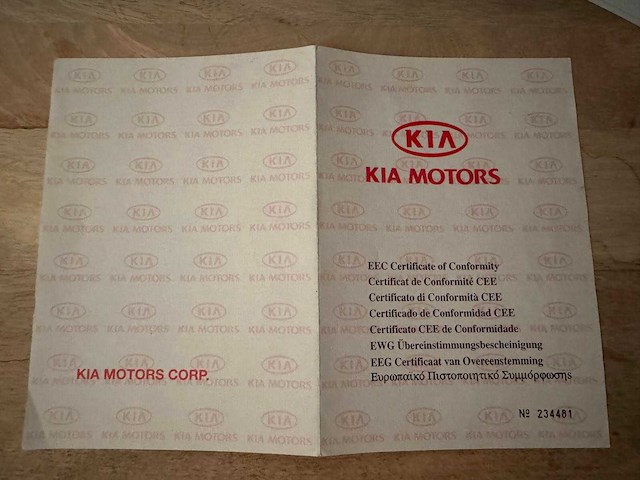 KIA MOTORS CORP.
KIA
KIA MOTORS
EEC Certificate of Conformity
Certificat de Conformité CEE
Certificato di Conformità CEE
Certificado de Conformidad CEE
Certificato CEE de Conformidade
EWG Übereinstimmungsbescheinigung
EEG Certificaat van Overeenstemming
Ευρωπαϊκό Πιστοποιητικό Συμμόρφωσης
Nº 234481